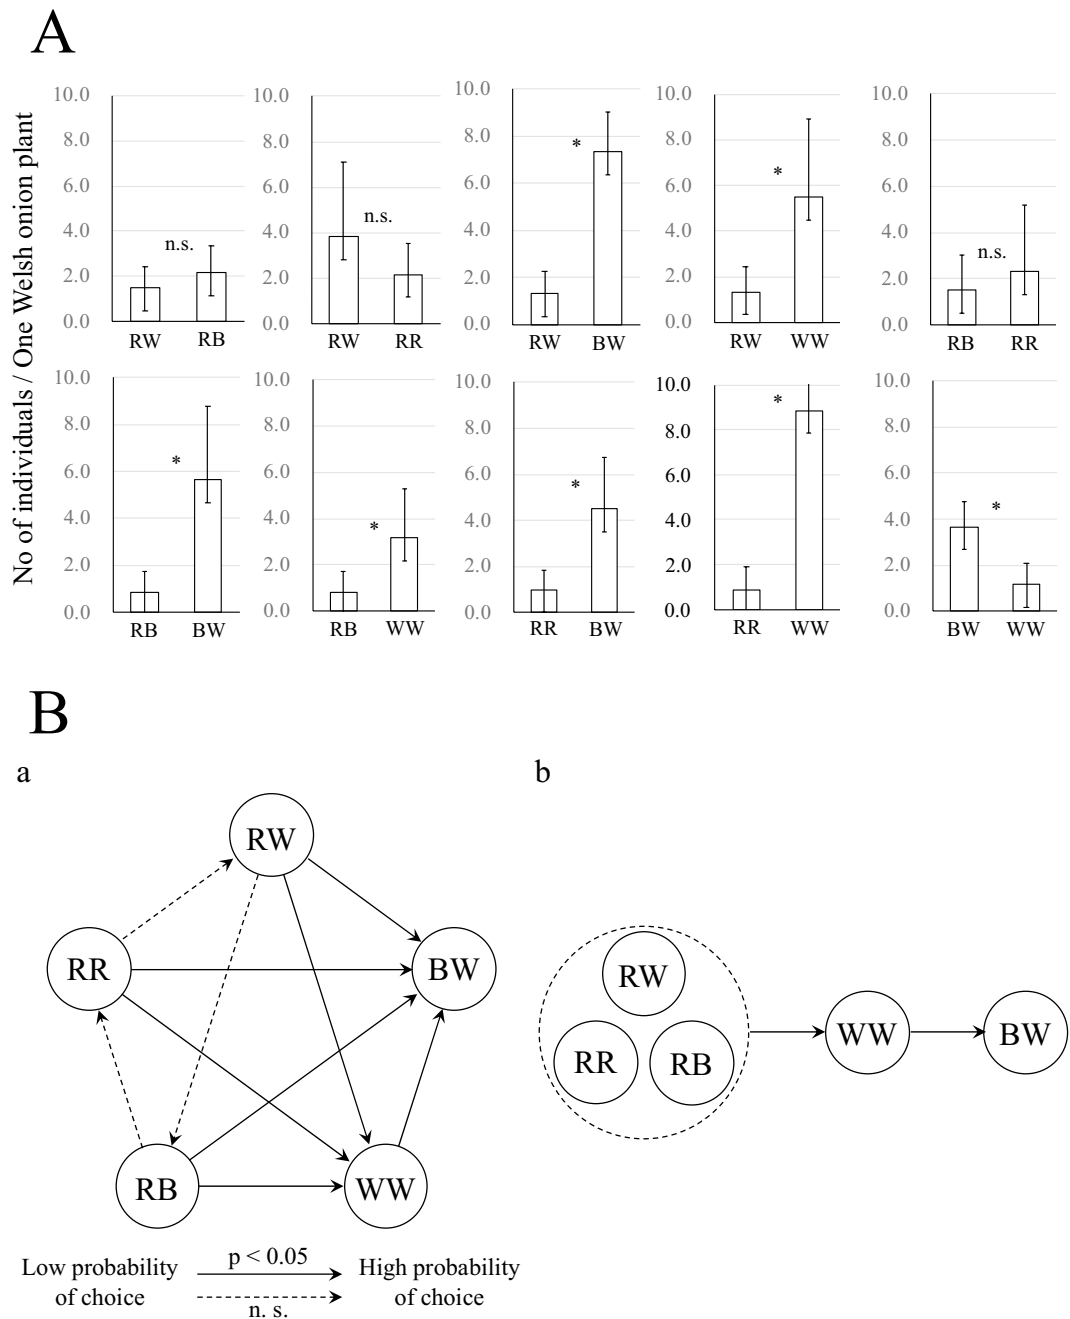 A
No of individuals / One Welsh onion plant
10.0
8.0
6.0
4.0
2.0
0.0
n.s.
RW RB
10.0
8.0
6.0
4.0
2.0
0.0
n.s.
RW RR
10.0
8.0
6.0
4.0
2.0
0.0
*
RW BW
10.0
8.0
6.0
4.0
2.0
0.0
*
RW WW
10.0
8.0
6.0
4.0
2.0
0.0
n.s.
RB RR
10.0
8.0
6.0
4.0
2.0
0.0
*
RB BW
10.0
8.0
6.0
4.0
2.0
0.0
*
RB WW
10.0
8.0
6.0
4.0
2.0
0.0
*
RR BW
10.0
8.0
6.0
4.0
2.0
0.0
*
RR WW
10.0
8.0
6.0
4.0
2.0
0.0
*
BW WW
B
a
RW
RR
BW
RB
WW
Low probability
of choice
p < 0.05
n. s.
High probability
of choice
b
RW
RR
RB
WW
BW